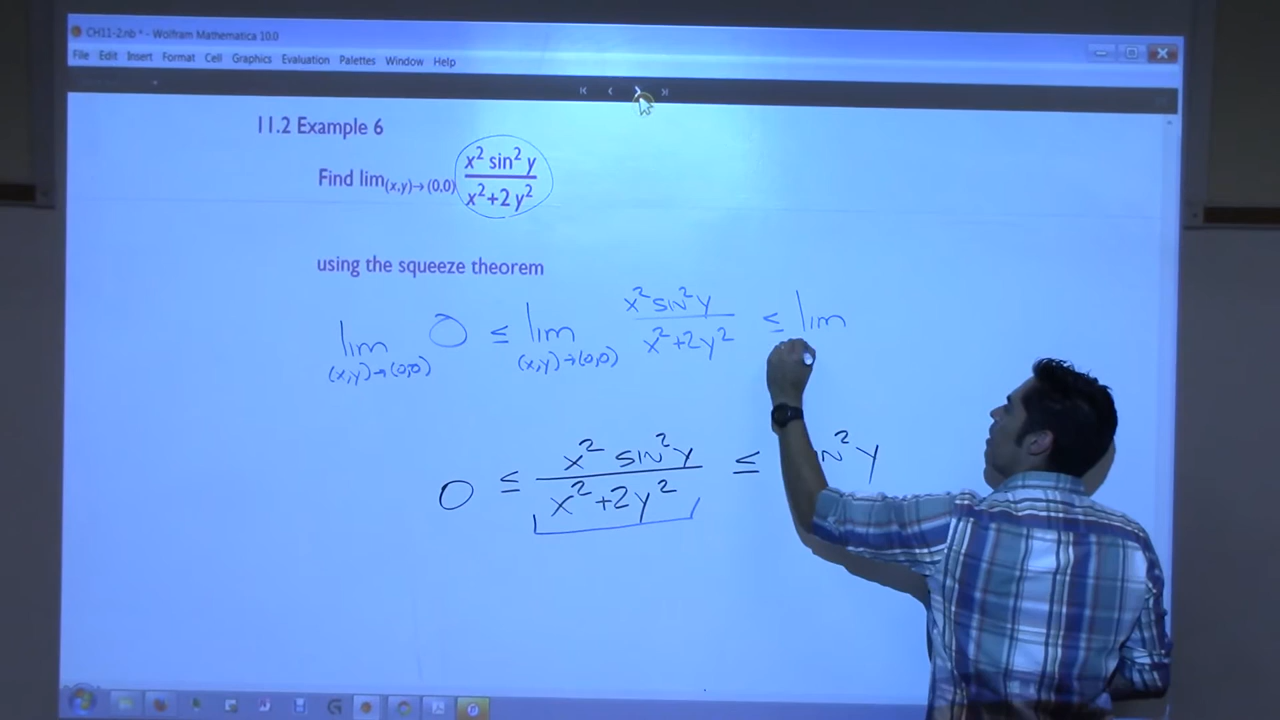 CH11-2.nb * - Wolfram Mathematica 10.0
File Edit Insert Format Cell Graphics Evaluation Palettes Window Help
11.2 Example 6
Find lim(x,y)→(0,0) x² sin² y / x²+2 y²
using the squeeze theorem
lim (x,y)→(0,0) 0 ≤ lim (x,y)→(0,0) x² sin² y / x²+2y² ≤ lim
0 ≤ x² sin² y / x²+2y² ≤ n² y